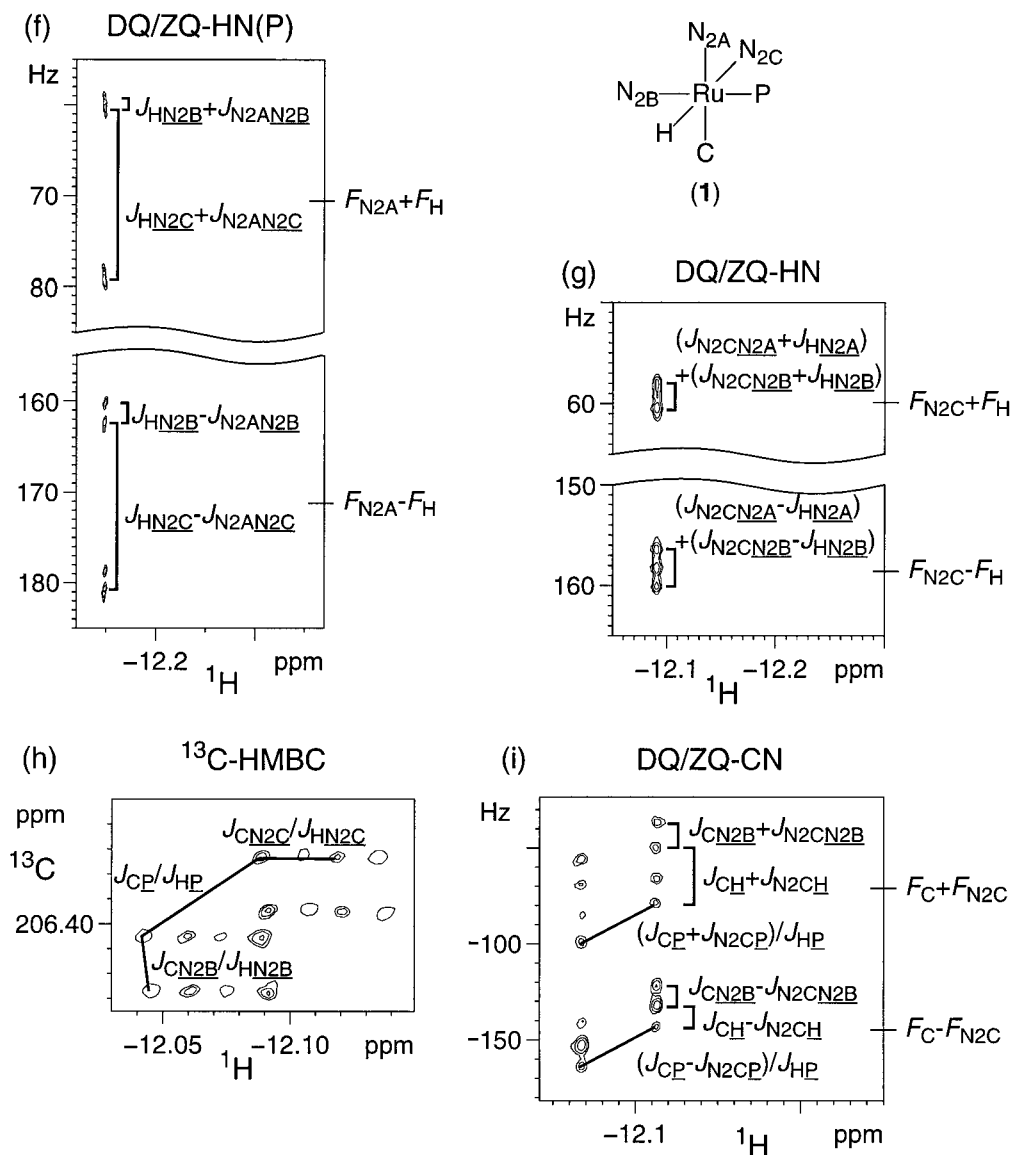 (f) DQ/ZQ-HN(P)
Hz
J_HN2B+J_N2AN2B
70
F_N2A+F_H
J_HN2C+J_N2AN2C
80
160
J_HN2B-J_N2AN2B
170
J_HN2C-J_N2AN2C
F_N2A-F_H
180
−12.2 ppm
¹H
N2A
N2C
N2B Ru P
H
C
(1)
(g) DQ/ZQ-HN
Hz
(J_N2CN2A+J_HN2A)
+(J_N2CN2B+J_HN2B)
60
F_N2C+F_H
150
(J_N2CN2A-J_HN2A)
+(J_N2CN2B-J_HN2B)
160
F_N2C-F_H
−12.1 −12.2 ppm
¹H
(h) ¹³C-HMBC
ppm
¹³C
J_CN2C/J_HN2C
J_CP/J_HP
206.40
J_CN2B/J_HN2B
−12.05 −12.10 ppm
¹H
(i) DQ/ZQ-CN
Hz
J_CN2B+J_N2CN2B
J_CH+J_N2CH
F_C+F_N2C
−100
(J_CP+J_N2CP)/J_HP
J_CN2B-J_N2CN2B
J_CH-J_N2CH
F_C-F_N2C
−150
(J_CP-J_N2CP)/J_HP
−12.1 ¹H ppm